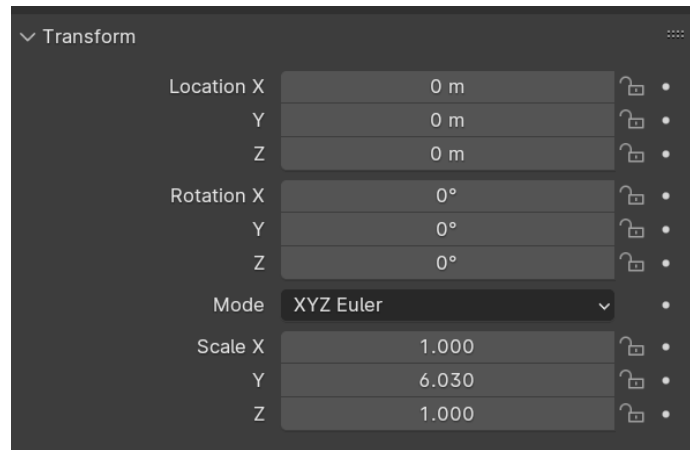 Transform
Location X 0 m
Y 0 m
Z 0 m
Rotation X 0°
Y 0°
Z 0°
Mode XYZ Euler
Scale X 1.000
Y 6.030
Z 1.000